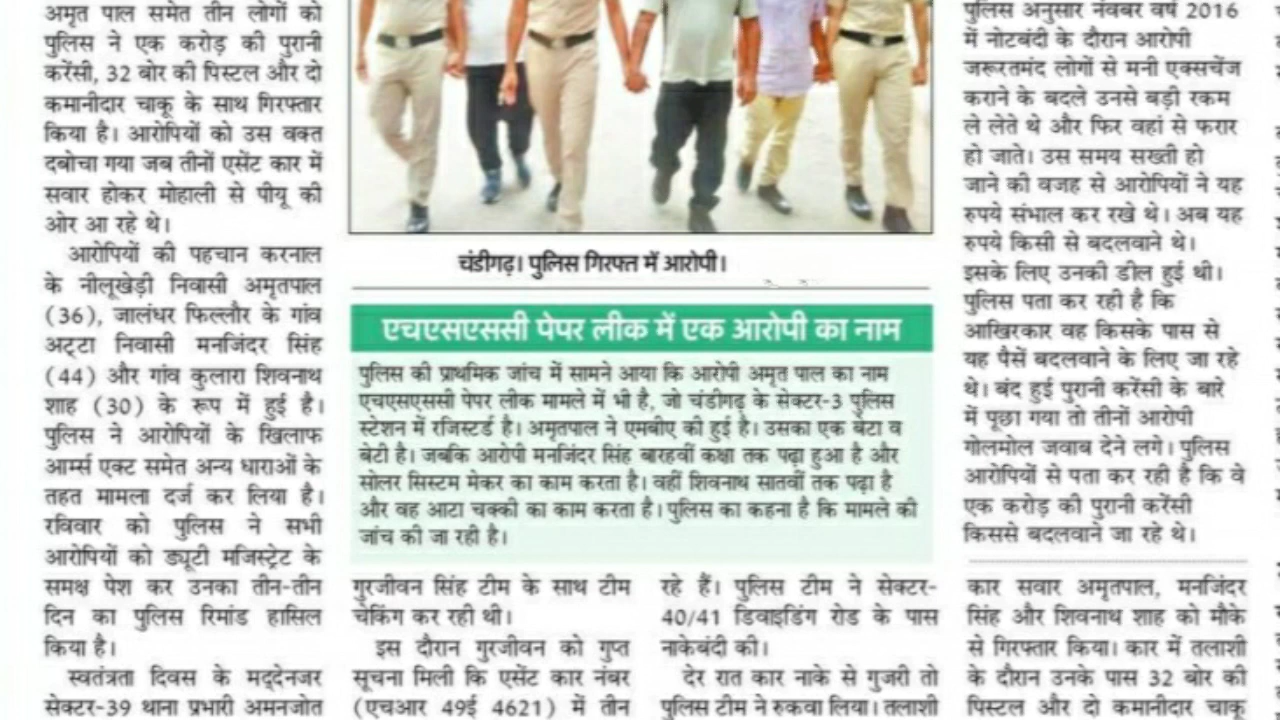 अमृत पाल समेत तीन लोगों को
पुलिस ने एक करोड़ की पुरानी
करेंसी, 32 बोर की पिस्टल और दो
कमानीदार चाकू के साथ गिरफ्तार
किया है। आरोपियों को उस वक्त
दबोचा गया जब तीनों एसेंट कार में
सवार होकर मोहाली से पीयू की
ओर आ रहे थे।
आरोपियों की पहचान करनाल
के नीलूखेड़ी निवासी अमृतपाल
(36), जालंधर फिल्लौर के गांव
अट्टा निवासी मनजिंदर सिंह
(44) और गांव कुलारा शिवनाथ
शाह (30) के रूप में हुई है।
पुलिस ने आरोपियों के खिलाफ
आर्म्स एक्ट समेत अन्य धाराओं के
तहत मामला दर्ज कर लिया है।
रविवार को पुलिस ने सभी
आरोपियों को ड्यूटी मजिस्ट्रेट के
समक्ष पेश कर उनका तीन-तीन
दिन का पुलिस रिमांड हासिल
किया है।
स्वतंत्रता दिवस के मद्देनजर
सेक्टर-39 थाना प्रभारी अमनजोत
चंडीगढ़। पुलिस गिरफ्त में आरोपी।
एचएसएससी पेपर लीक में एक आरोपी का नाम
पुलिस की प्राथमिक जांच में सामने आया कि आरोपी अमृत पाल का नाम
एचएसएससी पेपर लीक मामले में भी है, जो चंडीगढ़ के सेक्टर-3 पुलिस
स्टेशन में रजिस्टर्ड है। अमृतपाल ने एमबीए की हुई है। उसका एक बेटा व
बेटी है। जबकि आरोपी मनजिंदर सिंह बारहवीं कक्षा तक पढ़ा हुआ है और
सोलर सिस्टम मेकर का काम करता है। वहीं शिवनाथ सातवीं तक पढ़ा है
और वह आटा चक्की का काम करता है। पुलिस का कहना है कि मामले की
जांच की जा रही है।
गुरजीवन सिंह टीम के साथ टीम
चेकिंग कर रही थी।
इस दौरान गुरजीवन को गुप्त
सूचना मिली कि एसेंट कार नंबर
(एचआर 49ई 4621) में तीन
रहे हैं। पुलिस टीम ने सेक्टर-
40/41 डिवाइडिंग रोड के पास
नाकेबंदी की।
देर रात कार नाके से गुजरी तो
पुलिस टीम ने रुकवा लिया। तलाशी
पुलिस अनुसार नवंबर वर्ष 2016
में नोटबंदी के दौरान आरोपी
जरूरतमंद लोगों से मनी एक्सचेंज
कराने के बदले उनसे बड़ी रकम
ले लेते थे और फिर वहां से फरार
हो जाते। उस समय सख्ती हो
जाने की वजह से आरोपियों ने यह
रुपये संभाल कर रखे थे। अब यह
रुपये किसी से बदलवाने थे।
इसके लिए उनकी डील हुई थी।
पुलिस पता कर रही है कि
आखिरकार वह किसके पास से
यह पैसें बदलवाने के लिए जा रहे
थे। बंद हुई पुरानी करेंसी के बारे
में पूछा गया तो तीनों आरोपी
गोलमोल जवाब देने लगे। पुलिस
आरोपियों से पता कर रही है कि वे
एक करोड़ की पुरानी करेंसी
किससे बदलवाने जा रहे थे।
कार सवार अमृतपाल, मनजिंदर
सिंह और शिवनाथ शाह को मौके
से गिरफ्तार किया। कार में तलाशी
के दौरान उनके पास 32 बोर की
पिस्टल और दो कमानीदार चाकू